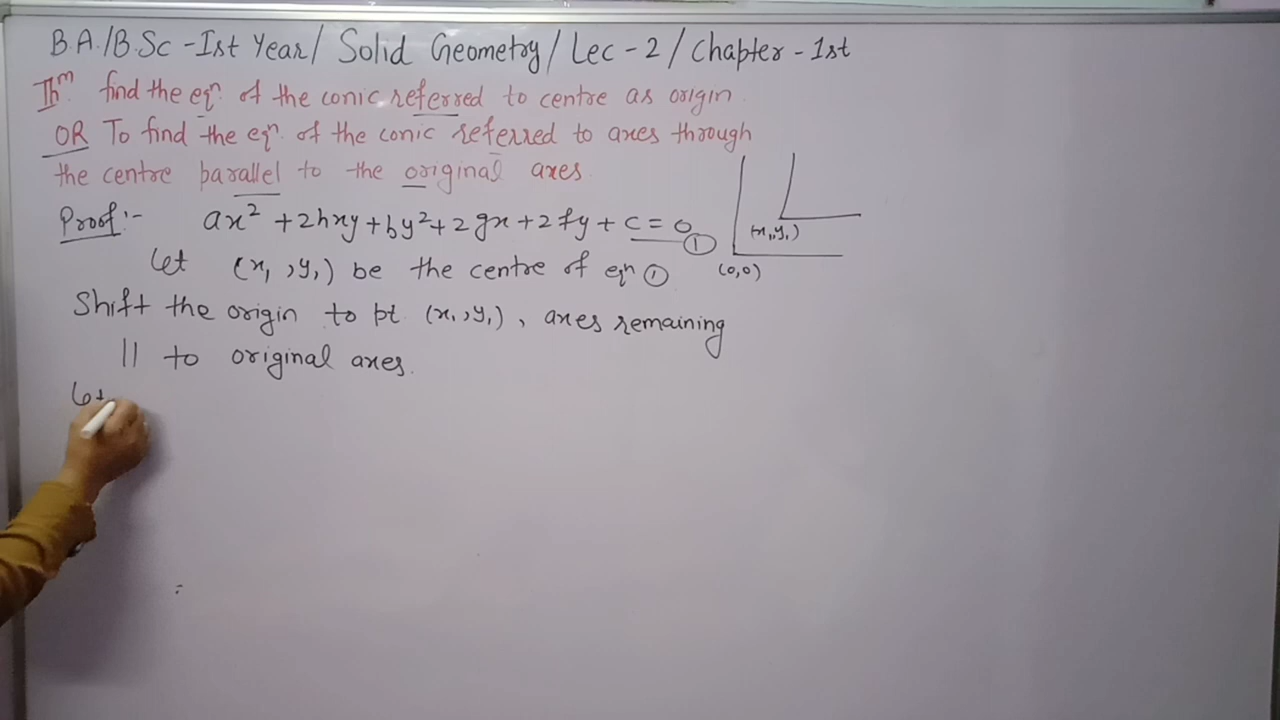 B.A./B.Sc - Ist Year / Solid Geometry / Lec - 2 / Chapter - 1st
Thm find the eqn. of the conic referred to centre as origin.
OR To find the eqn. of the conic referred to axes through
the centre parallel to the original axes.
Proof :- ax² + 2hxy + by² + 2gx + 2fy + c = 0 ①
(x₁,y₁)
(0,0)
Let (x₁, y₁) be the centre of eqn ①
Shift the origin to pt. (x₁, y₁), axes remaining
|| to original axes.